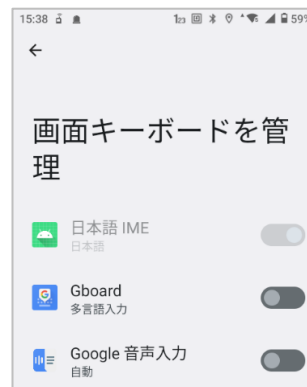 15:38 59%
画面キーボードを管
理
日本語 IME
日本語
Gboard
多言語入力
Google 音声入力
自動